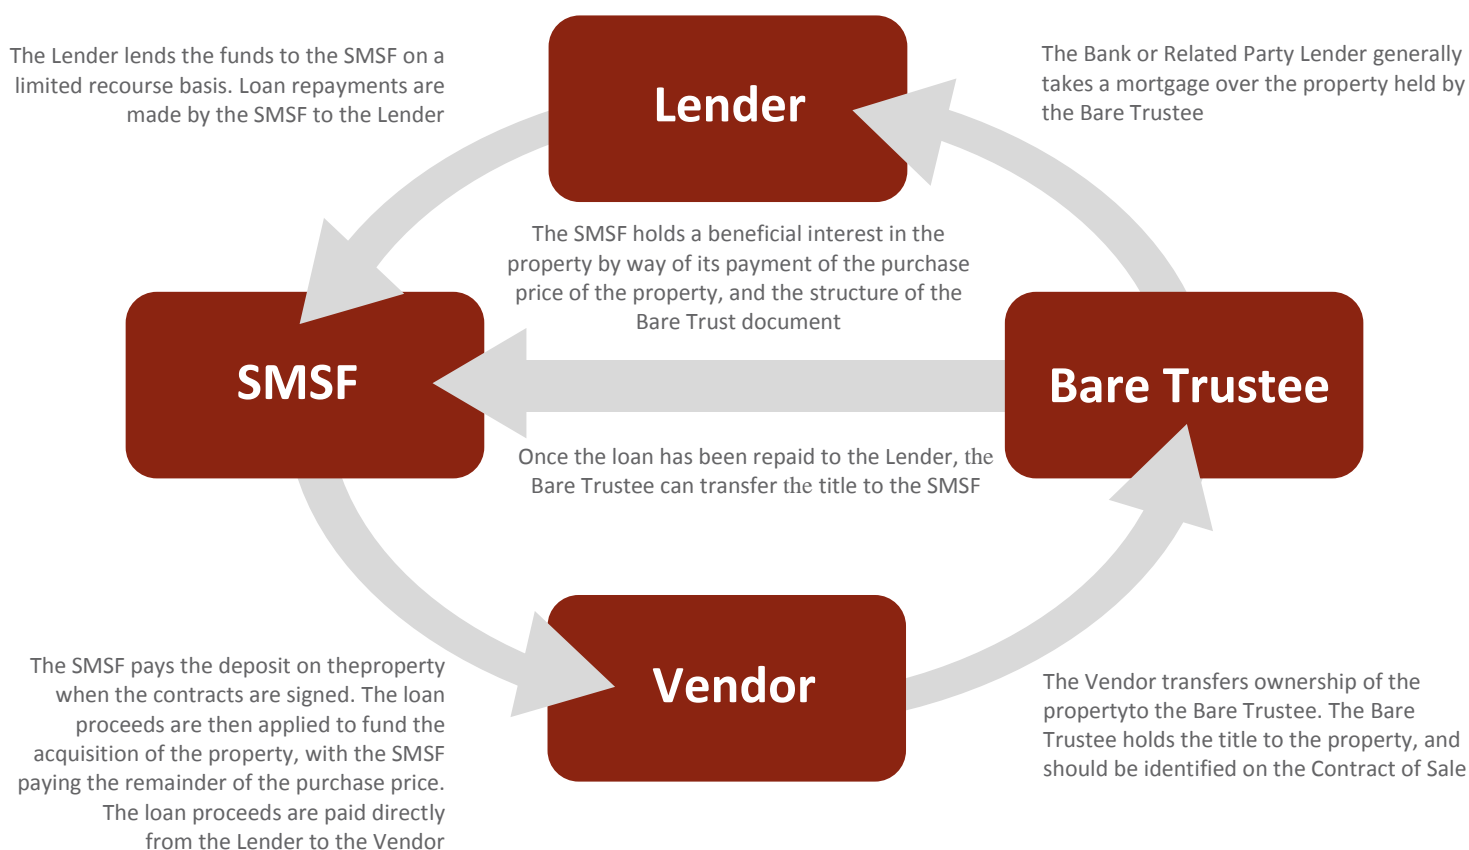 The Lender lends the funds to the SMSF on a
limited recourse basis. Loan repayments are
made by the SMSF to the Lender
Lender
The Bank or Related Party Lender generally
takes a mortgage over the property held by
the Bare Trustee
The SMSF holds a beneficial interest in the
property by way of its payment of the purchase
price of the property, and the structure of the
Bare Trust document
SMSF
Bare Trustee
Once the loan has been repaid to the Lender, the
Bare Trustee can transfer the title to the SMSF
The SMSF pays the deposit on theproperty
when the contracts are signed. The loan
proceeds are then applied to fund the
acquisition of the property, with the SMSF
paying the remainder of the purchase price.
The loan proceeds are paid directly
from the Lender to the Vendor
Vendor
The Vendor transfers ownership of the
propertyto the Bare Trustee. The Bare
Trustee holds the title to the property, and
should be identified on the Contract of Sale